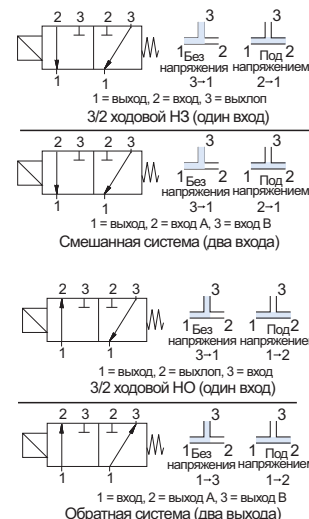 2 3 2 3
3 3
1 Без 2 1 Под 2
напряжения напряжением
1 1 3→1 2→1
1 = выход, 2 = вход, 3 = выхлоп
3/2 ходовой НЗ (один вход)
2 3 2 3
3 3
1 Без 2 1 Под 2
напряжения напряжением
1 1 3→1 2→1
1 = выход, 2 = вход A, 3 = вход B
Смешанная система (два входа)
2 3 2 3
3 3
1 Без 2 1 Под 2
напряжения напряжением
1 1 3→1 1→2
1 = выход, 2 = выхлоп, 3 = вход
3/2 ходовой НО (один вход)
2 3 2 3
3 3
1 Без 2 1 Под 2
напряжения напряжением
1 1 1→3 1→2
1 = вход, 2 = выход A, 3 = выход B
Обратная система (два выхода)